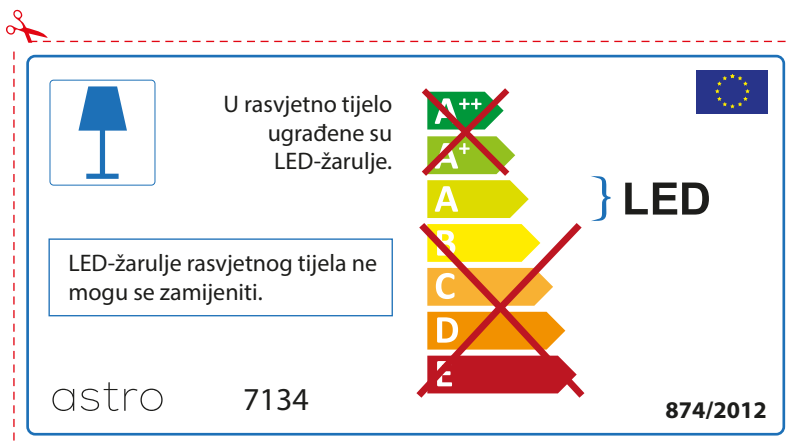 U rasvjetno tijelo
ugrađene su
LED-žarulje.
A++
A+
A
B
C
D
E
LED
LED-žarulje rasvjetnog tijela ne
mogu se zamijeniti.
astro
7134
874/2012